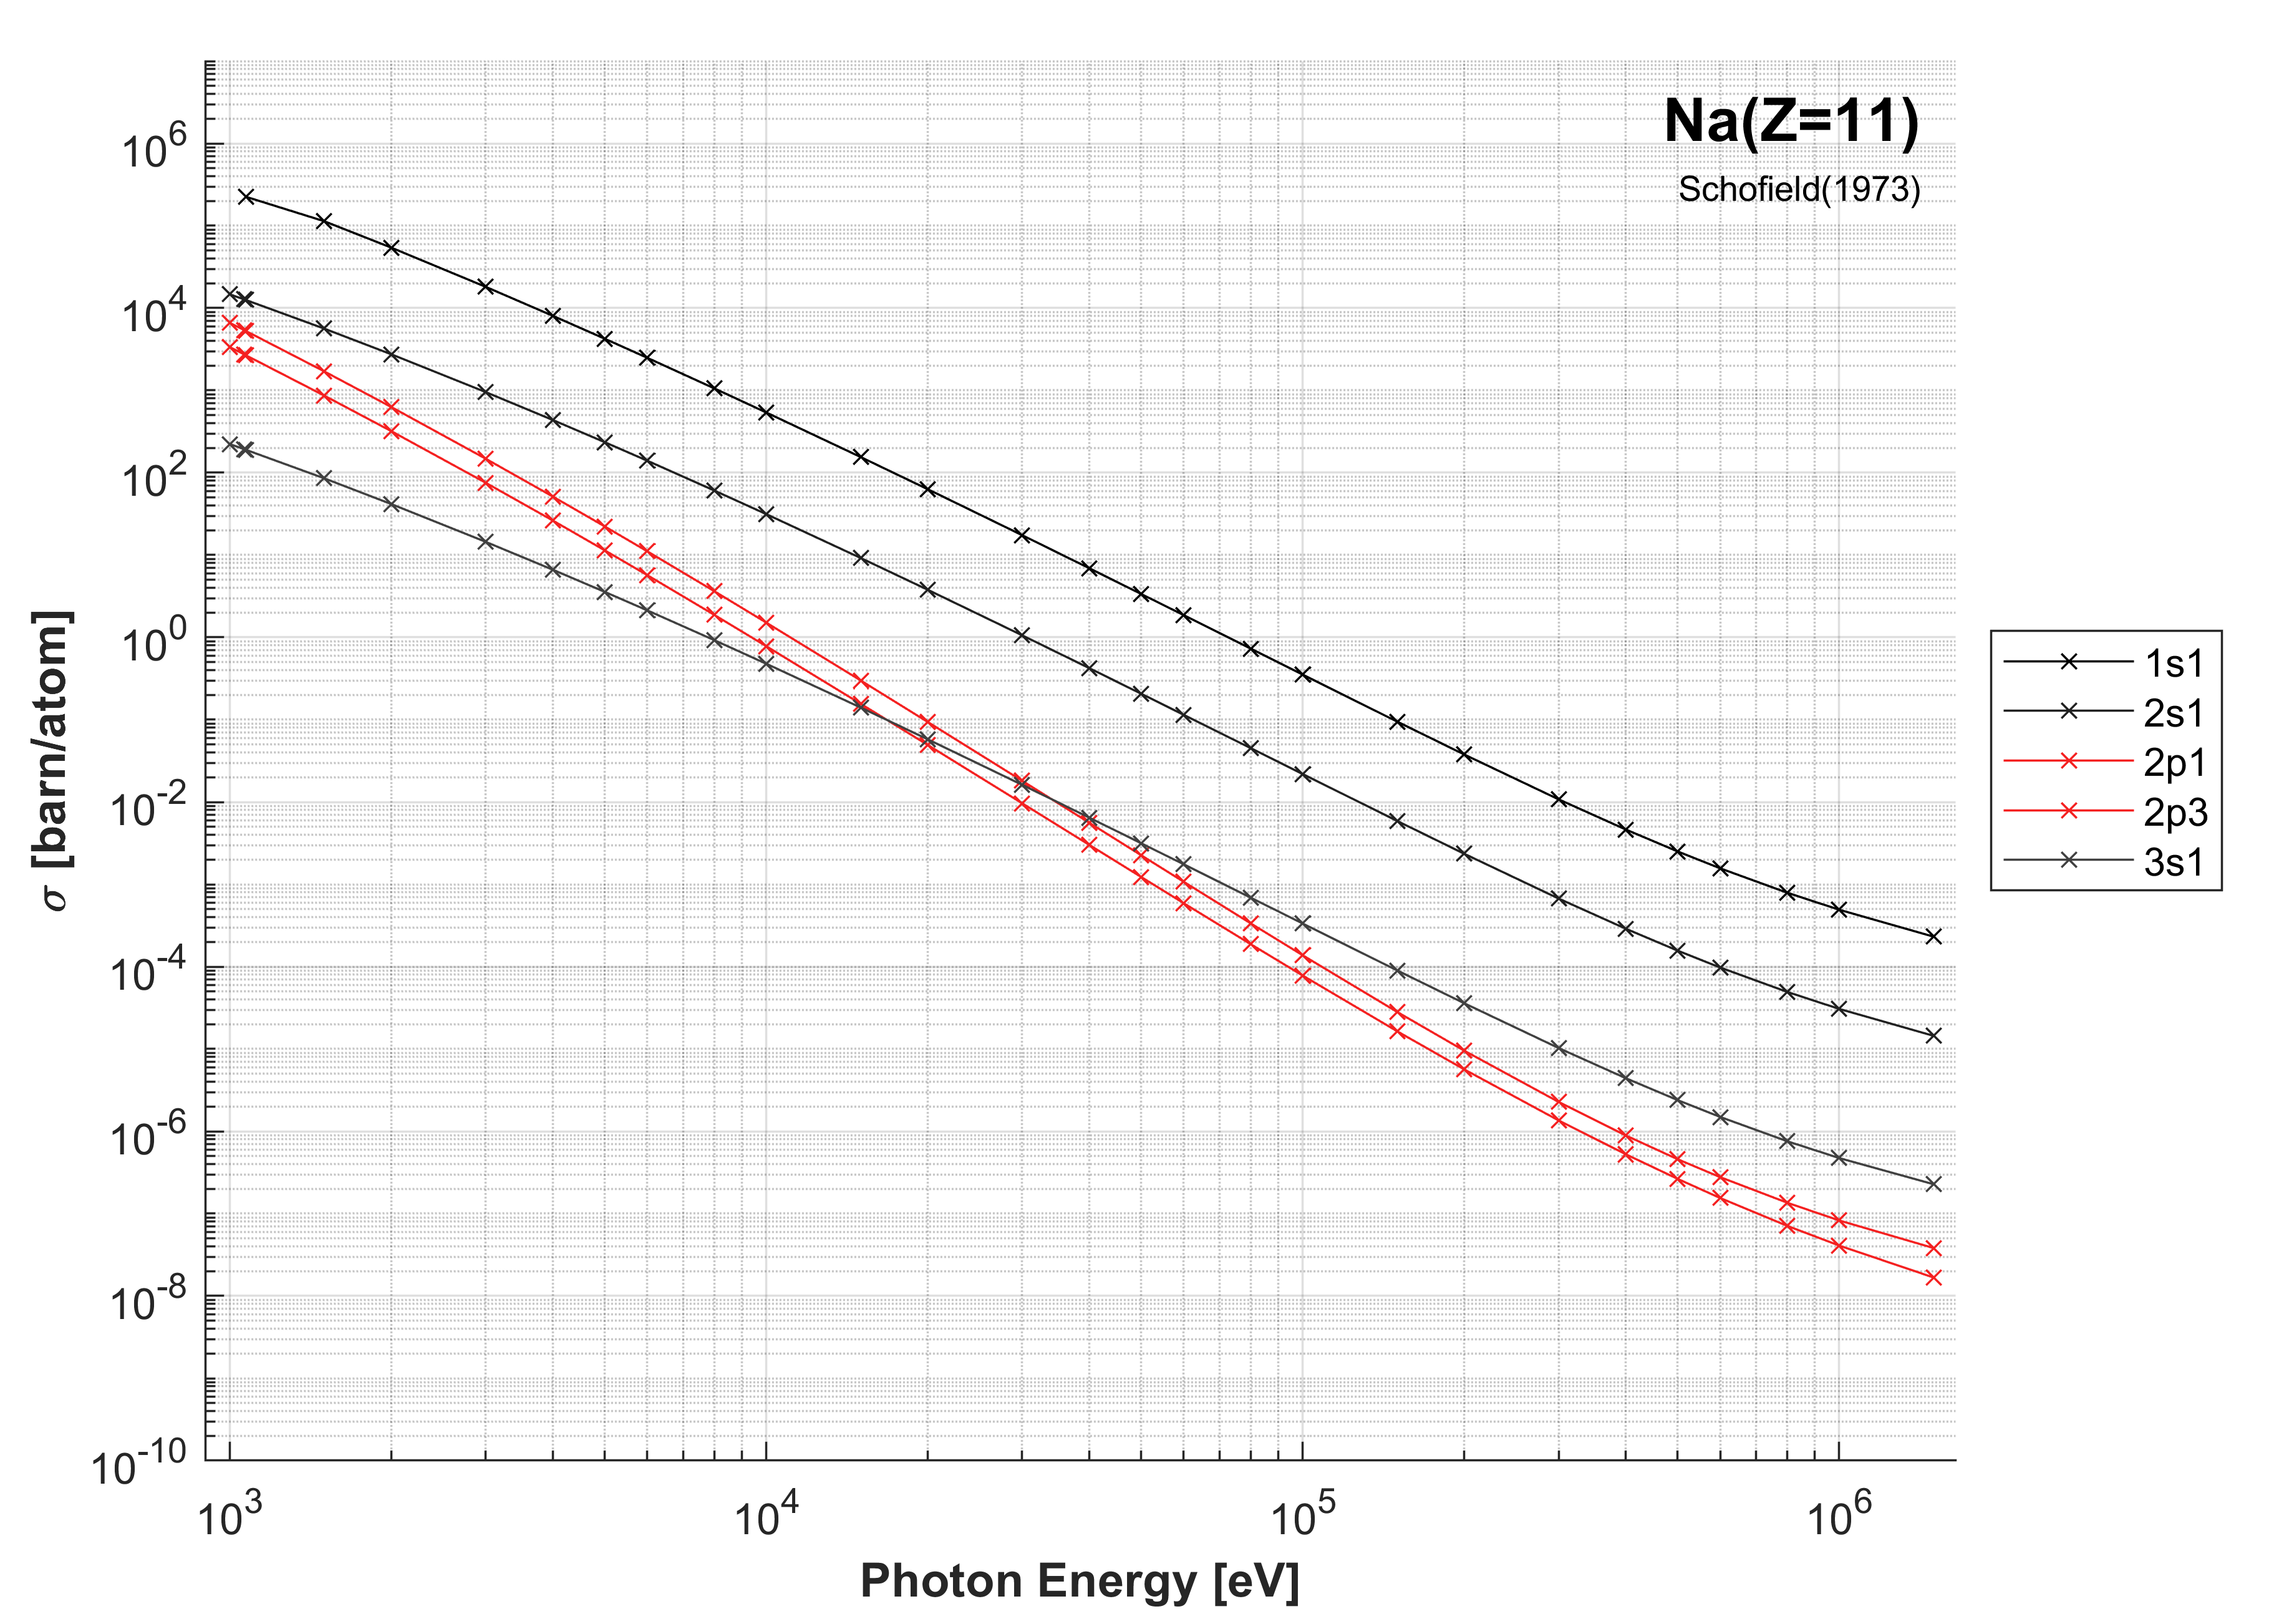 Na(Z=11)
Schofield(1973)
10^6
10^4
10^2
10^0
10^-2
10^-4
10^-6
10^-8
10^-10
σ [barn/atom]
10^3 10^4 10^5 10^6
Photon Energy [eV]
1s1
2s1
2p1
2p3
3s1